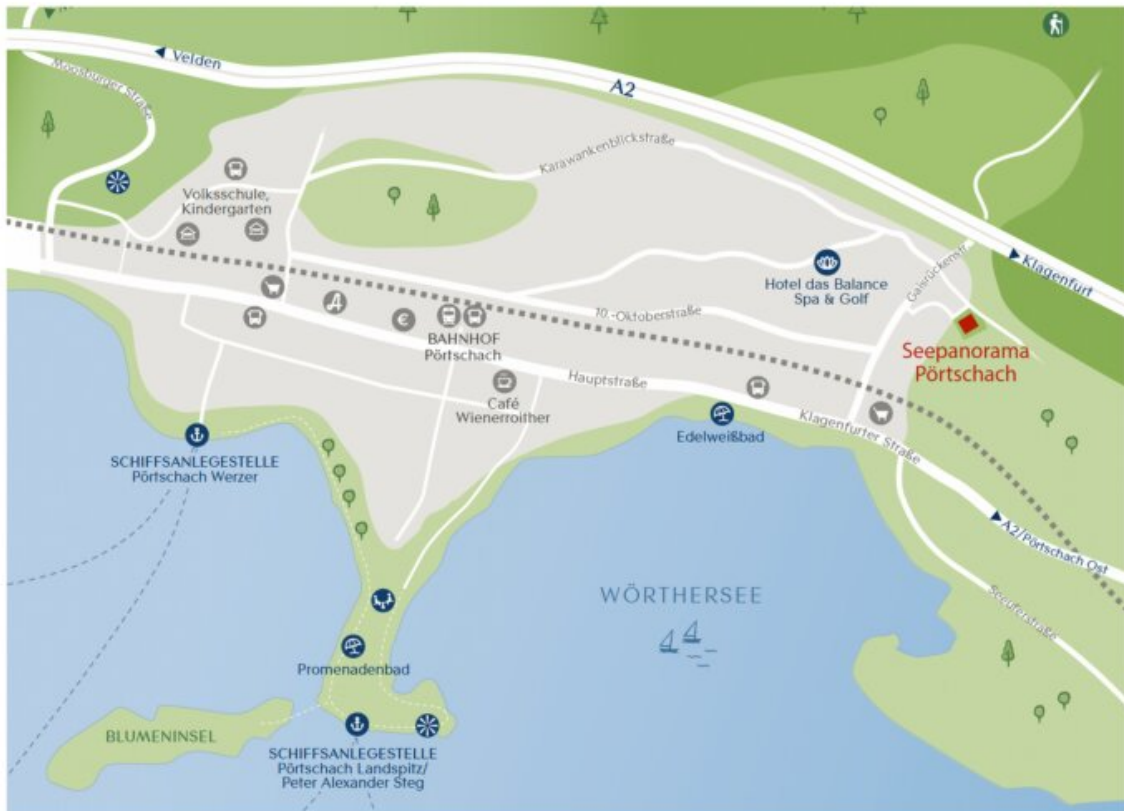 Velden
A2
Moosburger Straße
Karawankenblickstraße
Volksschule,
Kindergarten
Hotel das Balance
Spa & Golf
Gaisrückenstr.
Klagenfurt
10.-Oktoberstraße
A
€
BAHNHOF
Pörtschach
Seepanorama
Pörtschach
Hauptstraße
Café
Wienerroither
Edelweißbad
Klagenfurter Straße
SCHIFFSANLEGESTELLE
Pörtschach Werzer
A2/Pörtschach Ost
WÖRTHERSEE
Seeuferstraße
Promenadenbad
BLUMENINSEL
SCHIFFSANLEGESTELLE
Pörtschach Landspitz/
Peter Alexander Steg